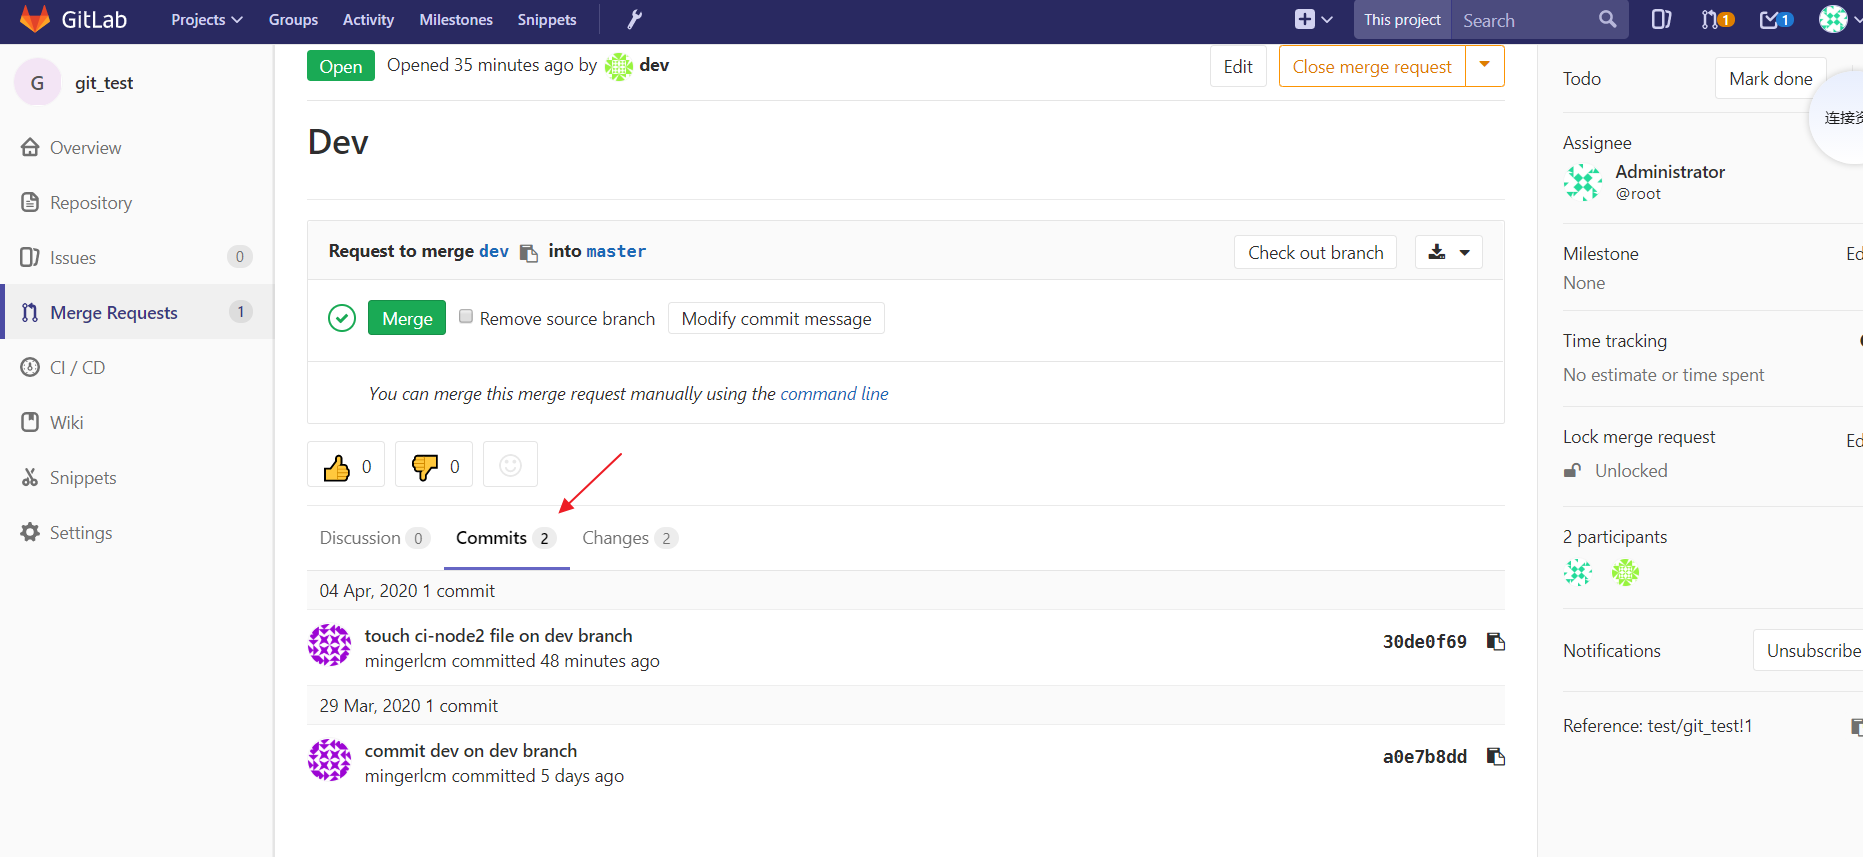 GitLab Projects Groups Activity Milestones Snippets This project Search 1 1
G git_test
Overview
Repository
Issues 0
Merge Requests 1
CI / CD
Wiki
Snippets
Settings
Open Opened 35 minutes ago by dev Edit Close merge request
Dev
Request to merge dev into master Check out branch
Merge Remove source branch Modify commit message
You can merge this merge request manually using the command line
0 0
Discussion 0 Commits 2 Changes 2
04 Apr, 2020 1 commit
touch ci-node2 file on dev branch 30de0f69
mingerlcm committed 48 minutes ago
29 Mar, 2020 1 commit
commit dev on dev branch a0e7b8dd
mingerlcm committed 5 days ago
Todo Mark done
连接
Assignee
Administrator
@root
Milestone Ed
None
Time tracking
No estimate or time spent
Lock merge request Ed
Unlocked
2 participants
Notifications Unsubscribe
Reference: test/git_test!1